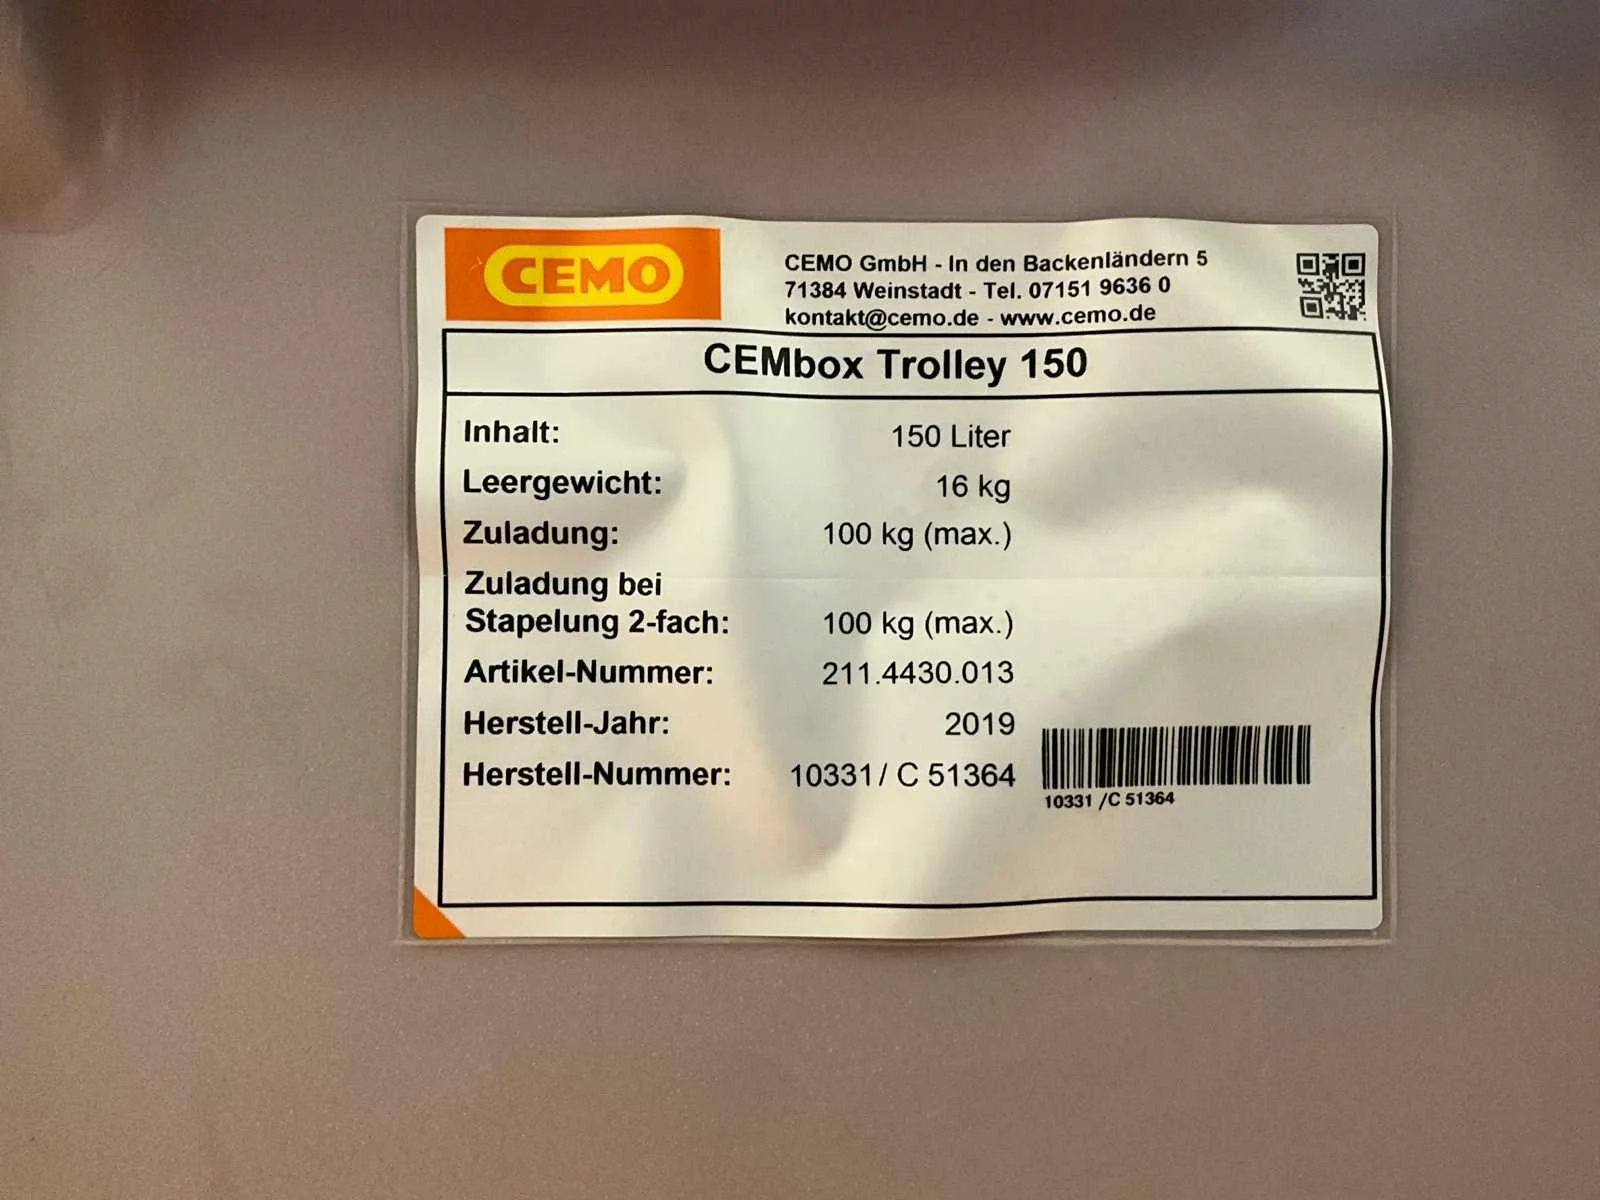 CEMO
CEMO GmbH - In den Backenländern 5
71384 Weinstadt - Tel. 07151 9636 0
kontakt@cemo.de - www.cemo.de
CEMbox Trolley 150
Inhalt: 150 Liter
Leergewicht: 16 kg
Zuladung: 100 kg (max.)
Zuladung bei
Stapelung 2-fach: 100 kg (max.)
Artikel-Nummer: 211.4430.013
Herstell-Jahr: 2019
Herstell-Nummer: 10331/ C 51364
10331 /C 51364